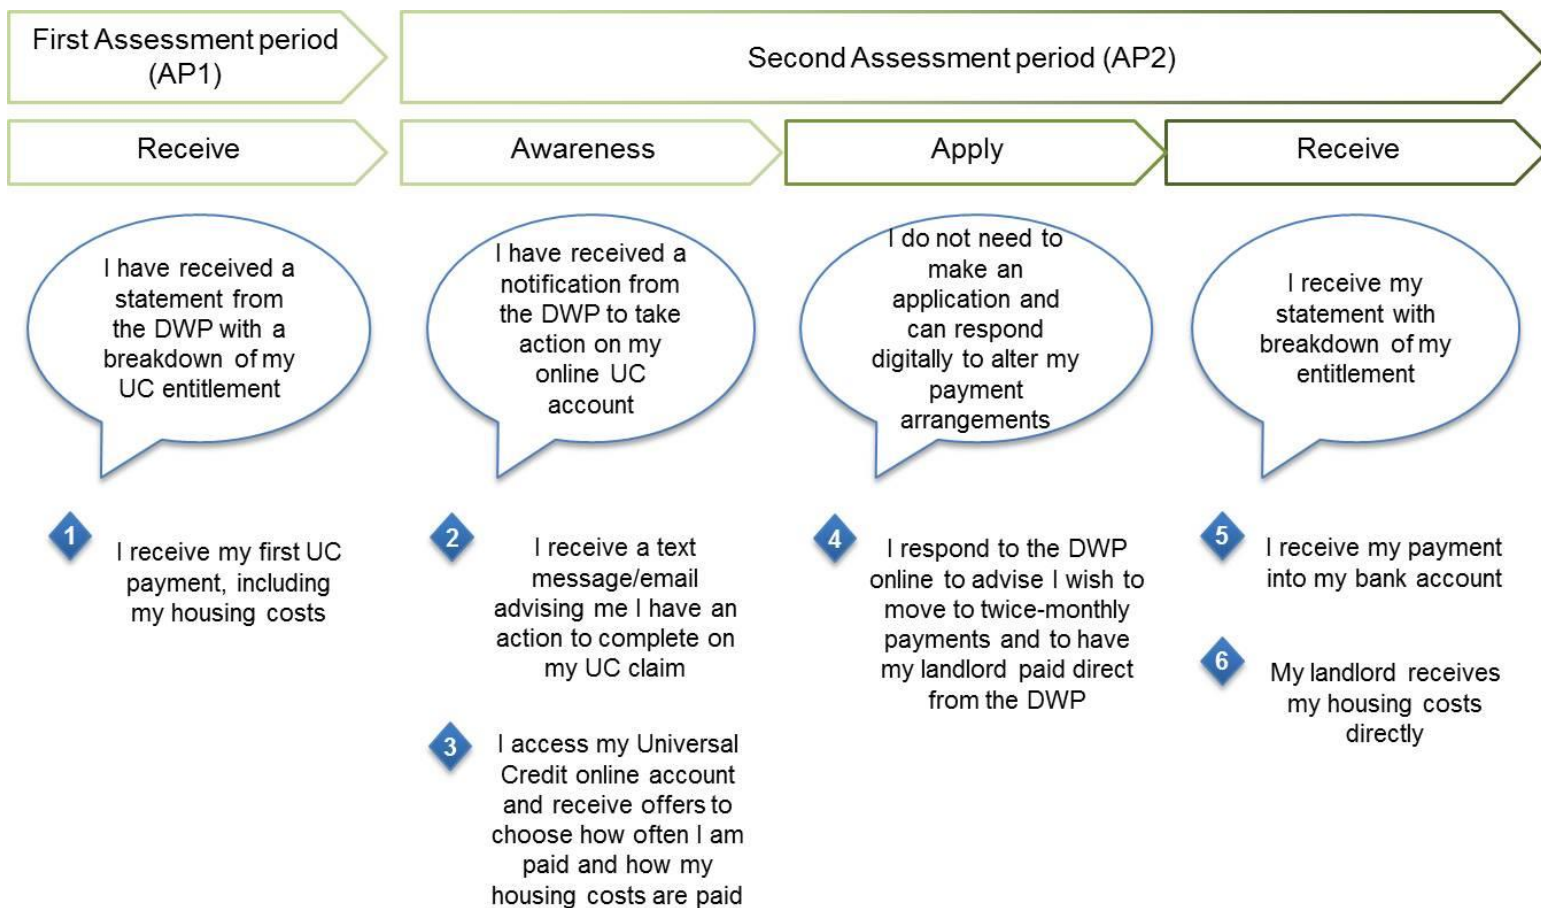 First Assessment period
(AP1)
Second Assessment period (AP2)
Receive
Awareness
Apply
Receive
I have received a
statement from
the DWP with a
breakdown of my
UC entitlement
I have received a
notification from
the DWP to take
action on my
online UC
account
I do not need to
make an
application and
can respond
digitally to alter my
payment
arrangements
I receive my
statement with
breakdown of my
entitlement
1
I receive my first UC
payment, including
my housing costs
2
I receive a text
message/email
advising me I have an
action to complete on
my UC claim
3
I access my Universal
Credit online account
and receive offers to
choose how often I am
paid and how my
housing costs are paid
4
I respond to the DWP
online to advise I wish to
move to twice-monthly
payments and to have
my landlord paid direct
from the DWP
5
I receive my payment
into my bank account
6
My landlord receives
my housing costs
directly